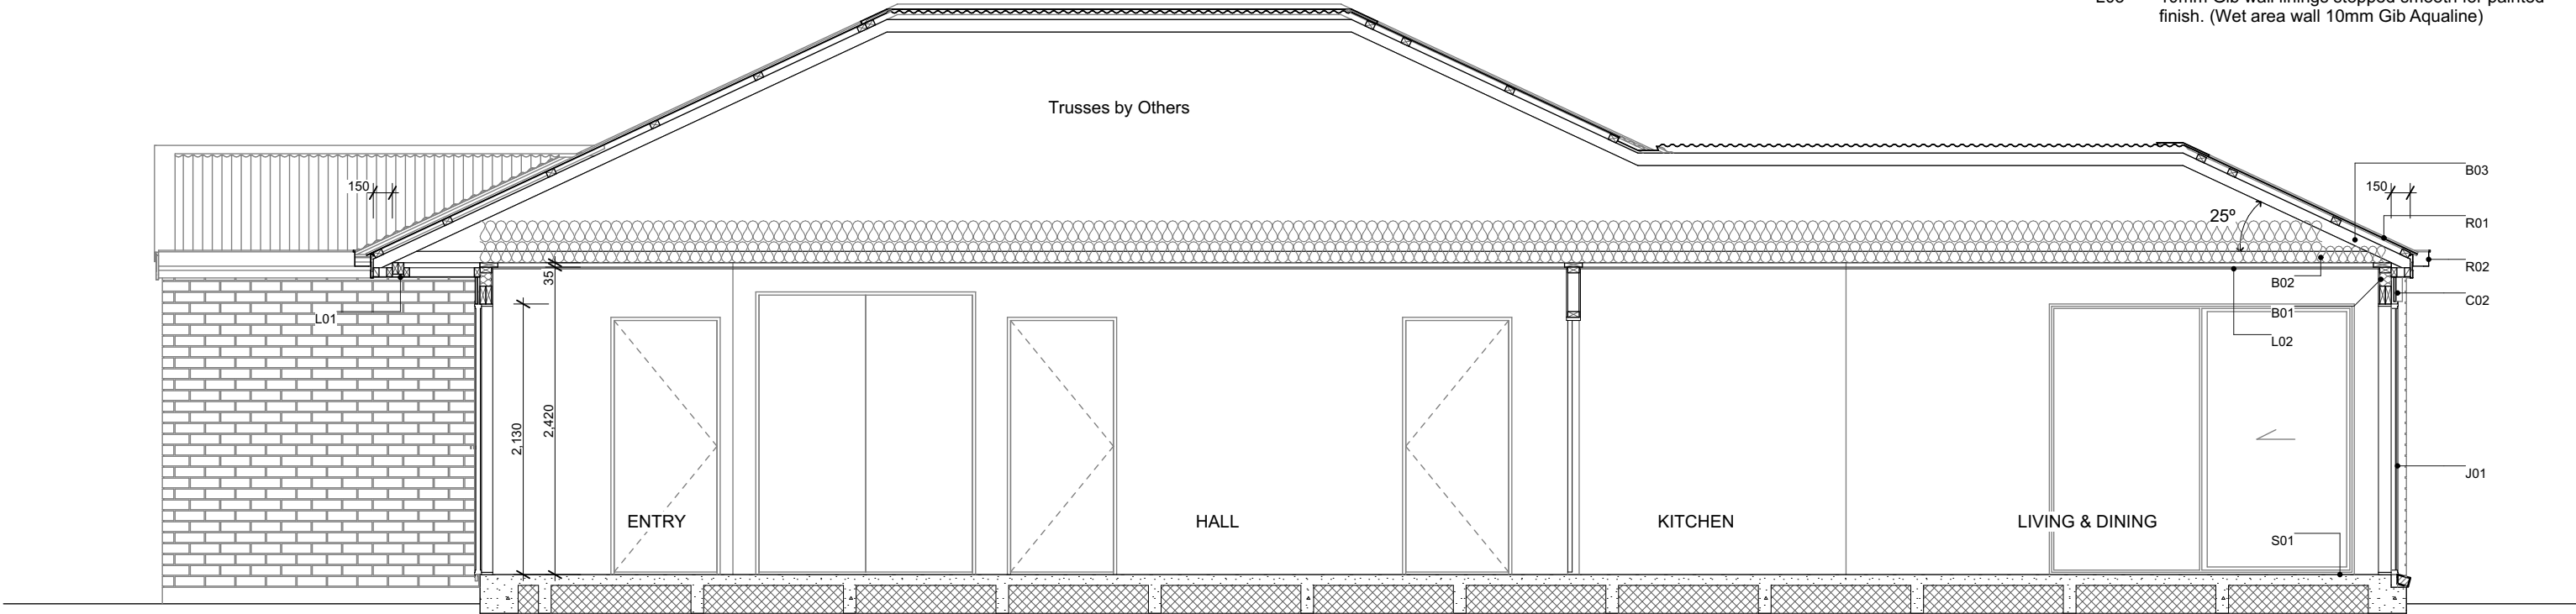 finish. (Wet area wall 10mm Gib Aqualine)
Trusses by Others
150
B03
150
25º
R01
R02
35
B02
C02
L01
B01
L02
2,130
2,420
J01
ENTRY
HALL
KITCHEN
LIVING & DINING
S01